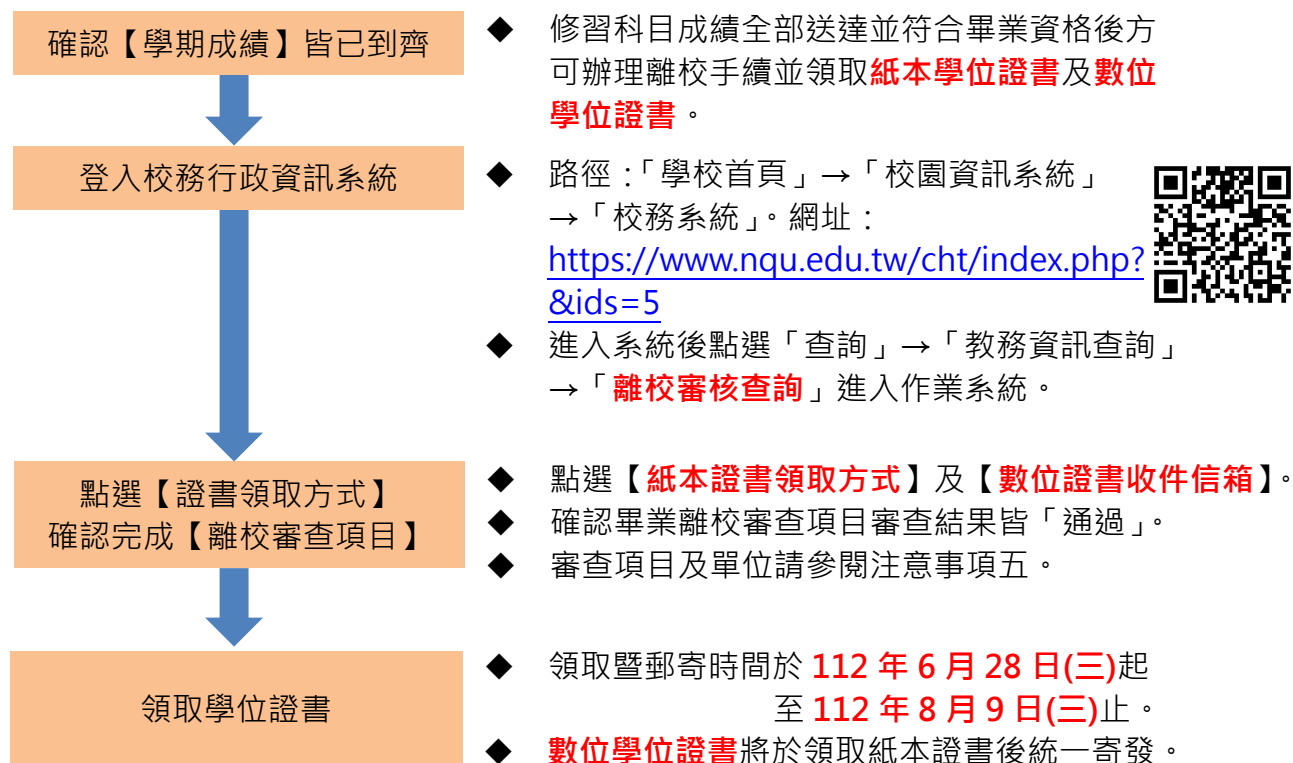 確認【學期成績】皆已到齊
◆ 修習科目成績全部送達並符合畢業資格後方
可辦理離校手續並領取紙本學位證書及數位
學位證書。
登入校務行政資訊系統
◆ 路徑:「學校首頁」→「校園資訊系統」
→「校務系統」。網址:
https://www.nqu.edu.tw/cht/index.php?
&ids=5
◆ 進入系統後點選「查詢」→「教務資訊查詢」
→「離校審核查詢」進入作業系統。
點選【證書領取方式】
確認完成【離校審查項目】
◆ 點選【紙本證書領取方式】及【數位證書收件信箱】。
◆ 確認畢業離校審查項目審查結果皆「通過」。
◆ 審查項目及單位請參閱注意事項五。
領取學位證書
◆ 領取暨郵寄時間於 112 年 6 月 28 日(三)起
至 112 年 8 月 9 日(三)止。
◆ 數位學位證書將於領取紙本證書後統一寄發。